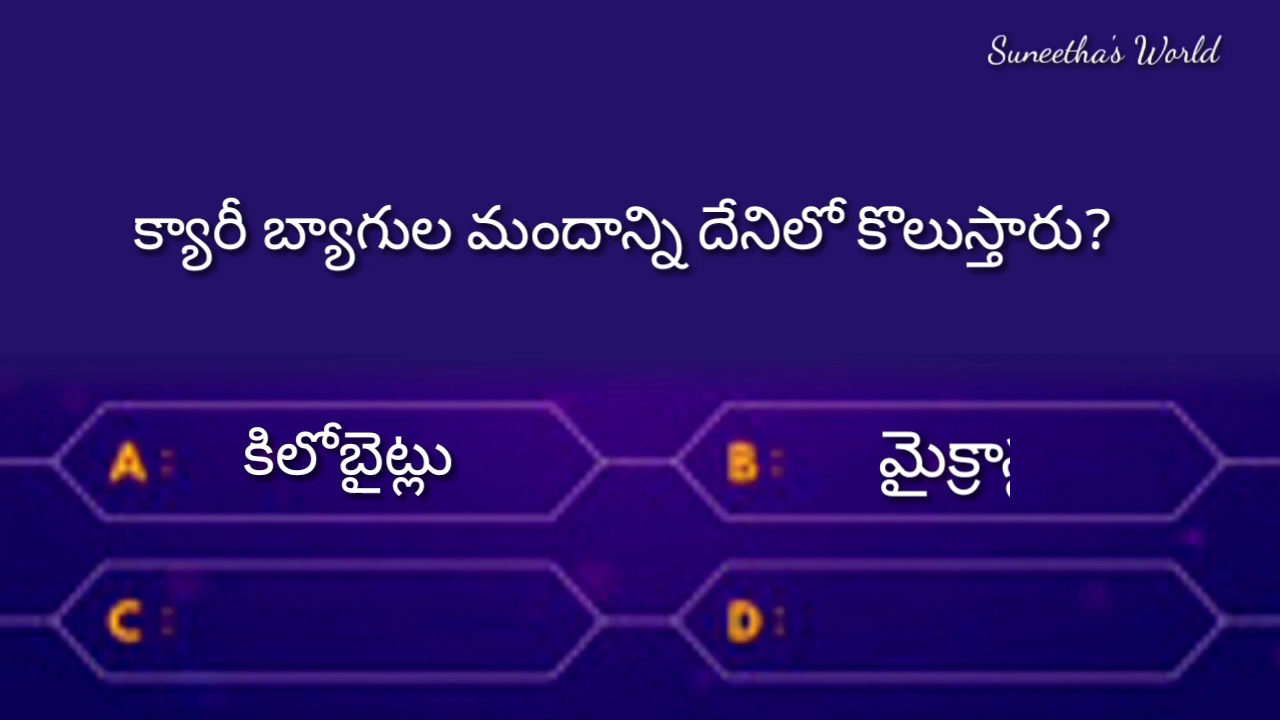 Suneetha's World
క్యారీ బ్యాగుల మందాన్ని దేనిలో కొలుస్తారు?
A : కిలోబైట్లు
B :
C :
D :